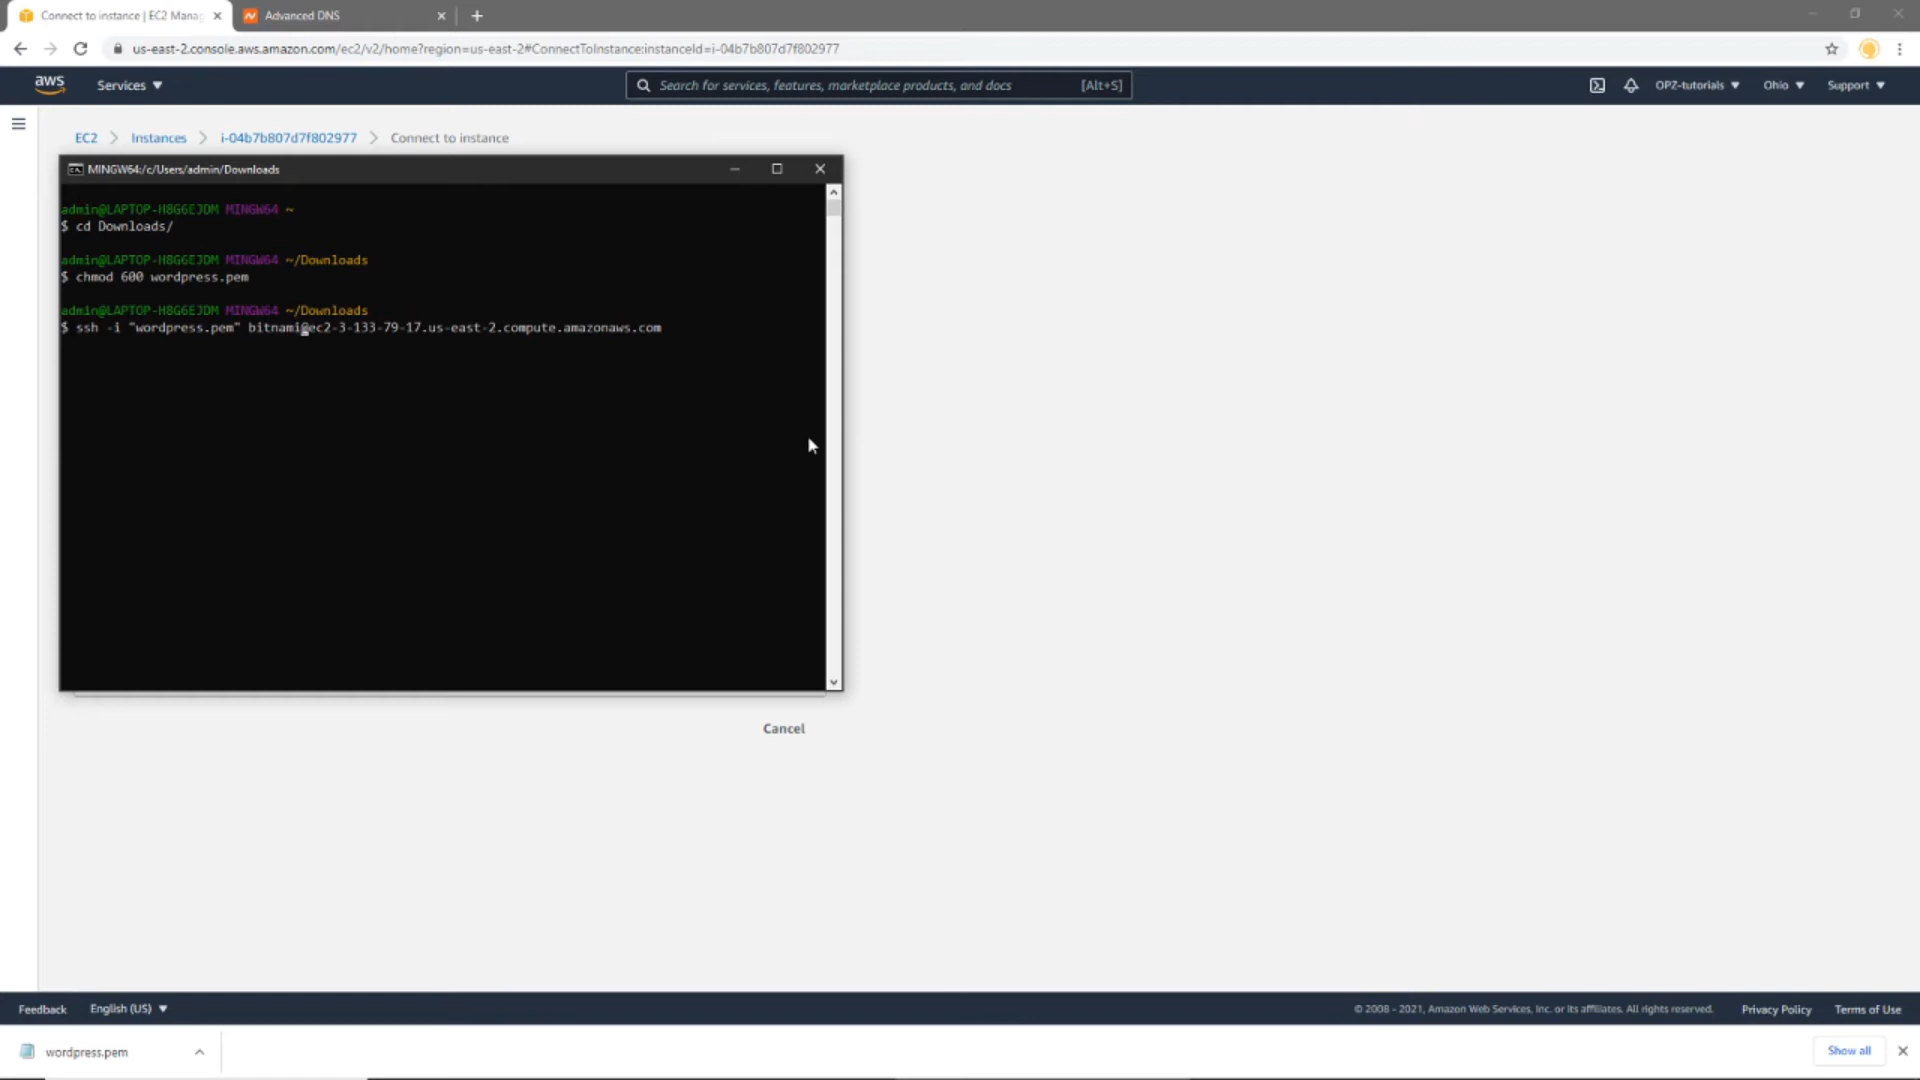 Connect to instance | EC2 Manag
Advanced DNS
us-east-2.console.aws.amazon.com/ec2/v2/home?region=us-east-2#ConnectToInstance:instanceId=i-04b7b807d7f802977
aws
Services
Search for services, features, marketplace products, and docs
[Alt+S]
OPZ-tutorials
Ohio
Support
EC2 > Instances > i-04b7b807d7f802977 > Connect to instance
MINGW64:/c/Users/admin/Downloads
admin@LAPTOP-H8G6EJDM MINGW64 ~
$ cd Downloads/
admin@LAPTOP-H8G6EJDM MINGW64 ~/Downloads
$ chmod 600 wordpress.pem
admin@LAPTOP-H8G6EJDM MINGW64 ~/Downloads
$ ssh -i "wordpress.pem" bitnami@ec2-3-133-79-17.us-east-2.compute.amazonaws.com
Cancel
Feedback
English (US)
© 2008 - 2021, Amazon Web Services, Inc. or its affiliates. All rights reserved.
Privacy Policy
Terms of Use
wordpress.pem
Show all